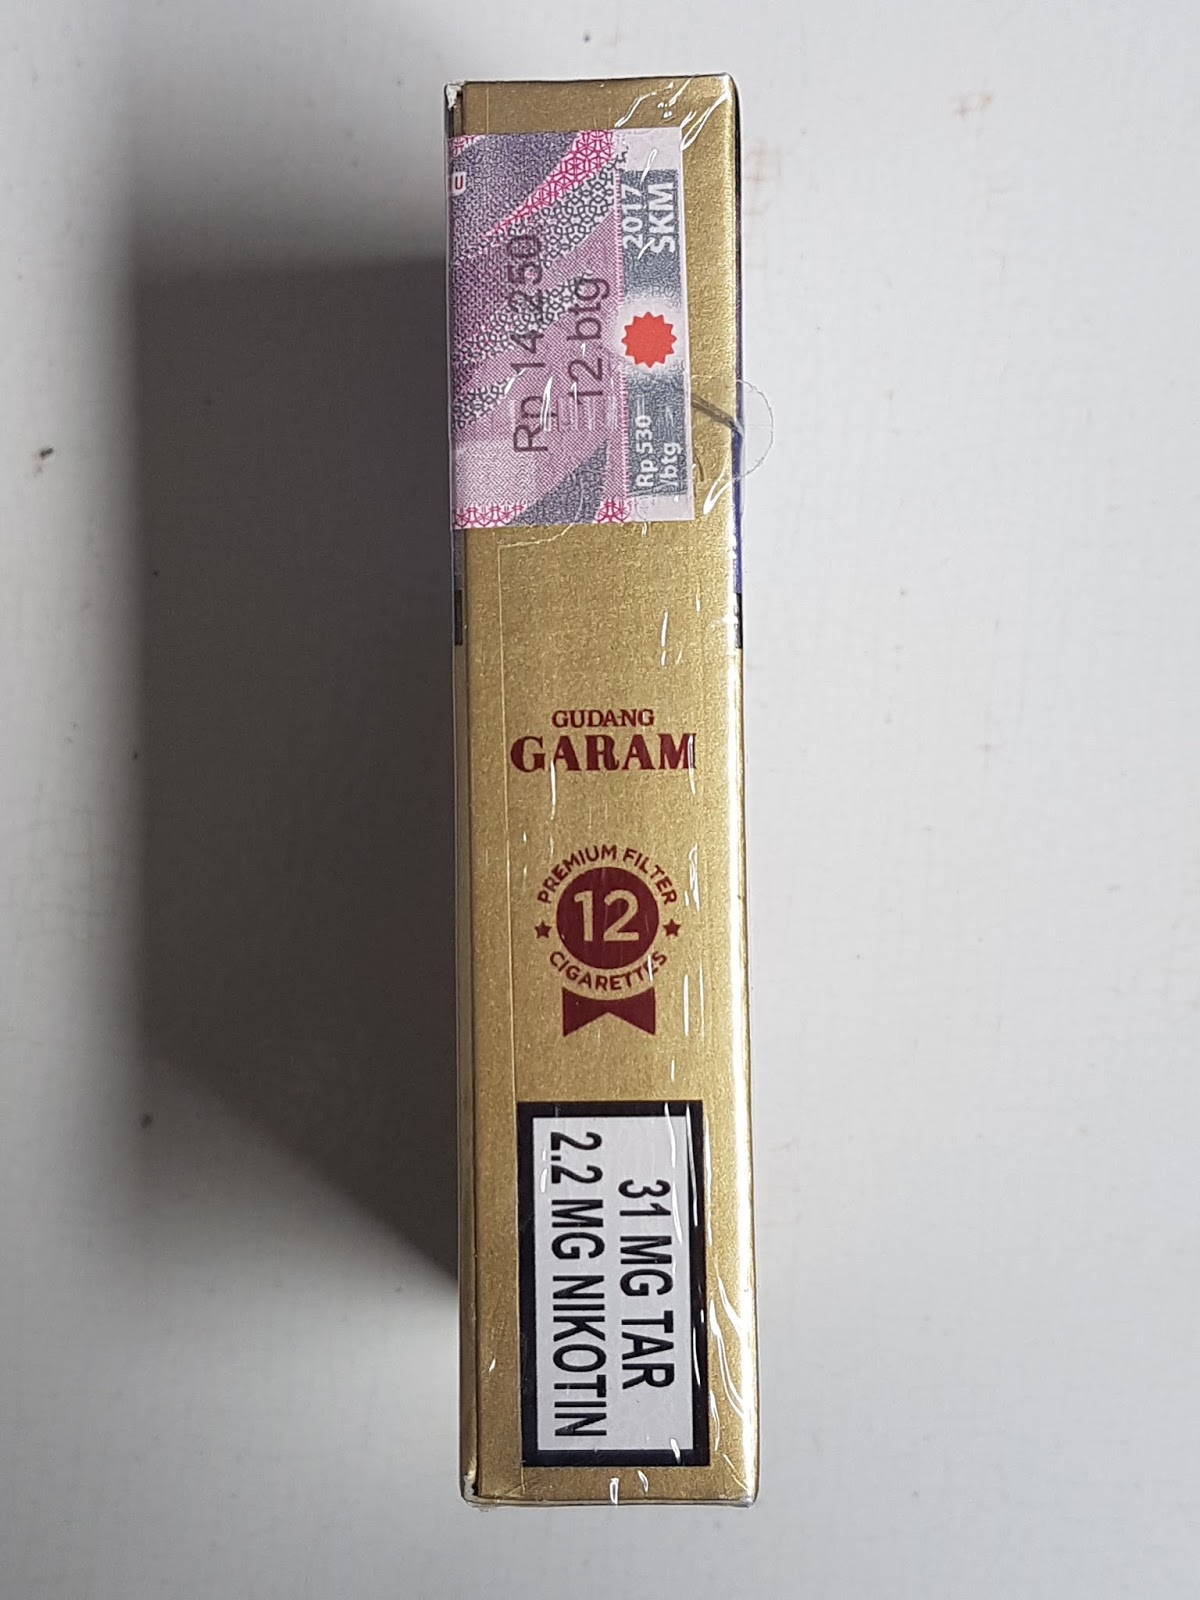 U
Rp 14.250
12 btg
2017
SKM
Rp 530
/btg
GUDANG
GARAM
PREMIUM FILTER
12
CIGARETTES
31 MG TAR
2.2 MG NIKOTIN